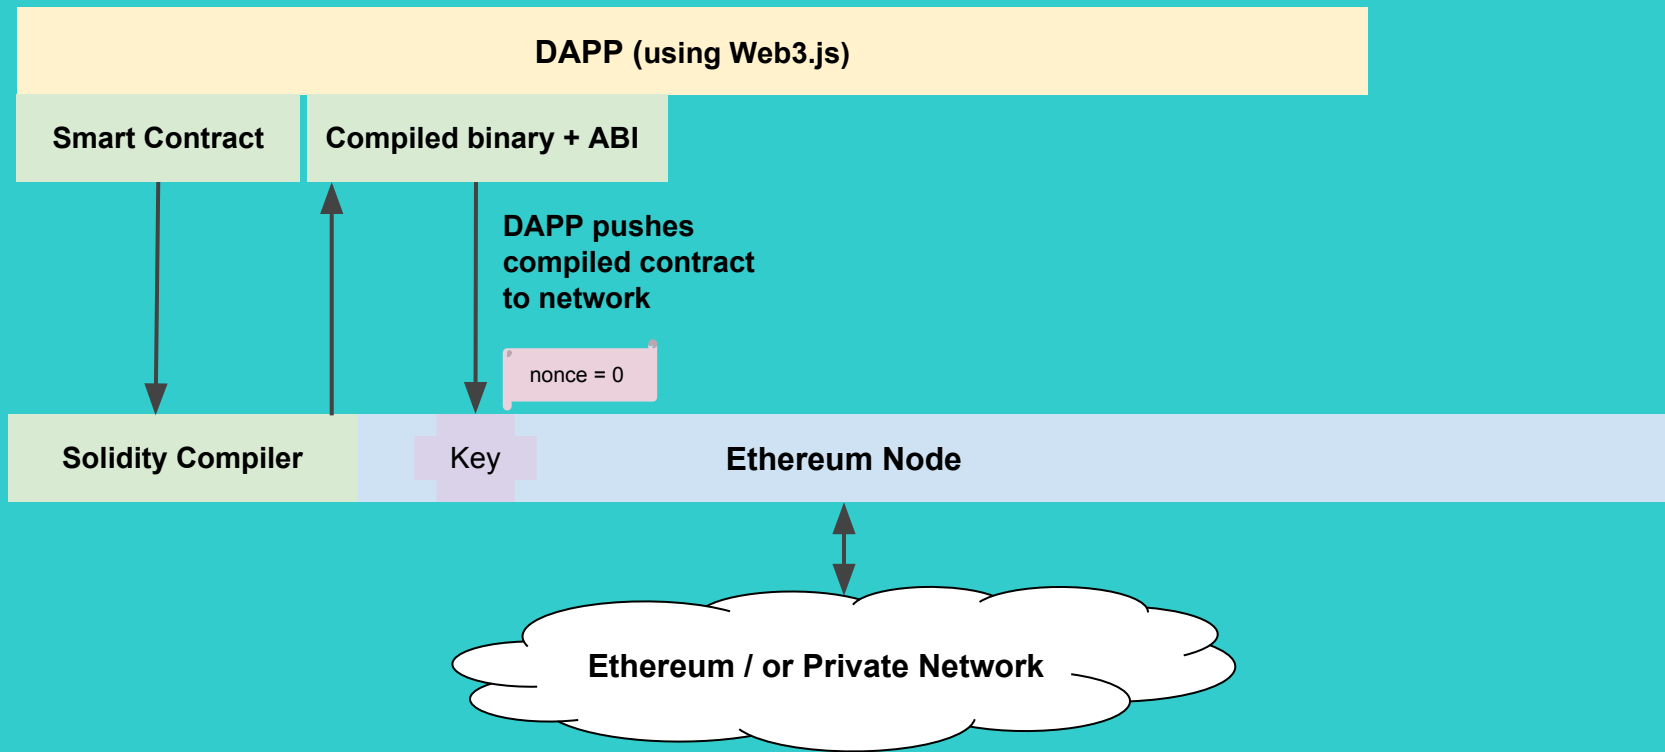 DAPP (using Web3.js)
Smart Contract
Compiled binary + ABI
DAPP pushes
compiled contract
to network
nonce = 0
Solidity Compiler
Key
Ethereum Node
Ethereum / or Private Network